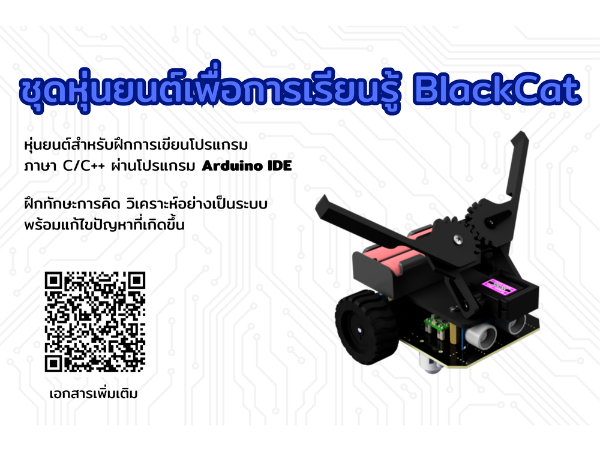 ชุดหุ่นยนต์เพื่อการเรียนรู้ BlackCat
หุ่นยนต์สำหรับฝึกการเขียนโปรแกรม
ภาษา C/C++ ผ่านโปรแกรม Arduino IDE
ฝึกทักษะการคิด วิเคราะห์อย่างเป็นระบบ
พร้อมแก้ไขปัญหาที่เกิดขึ้น
เอกสารเพิ่มเติม